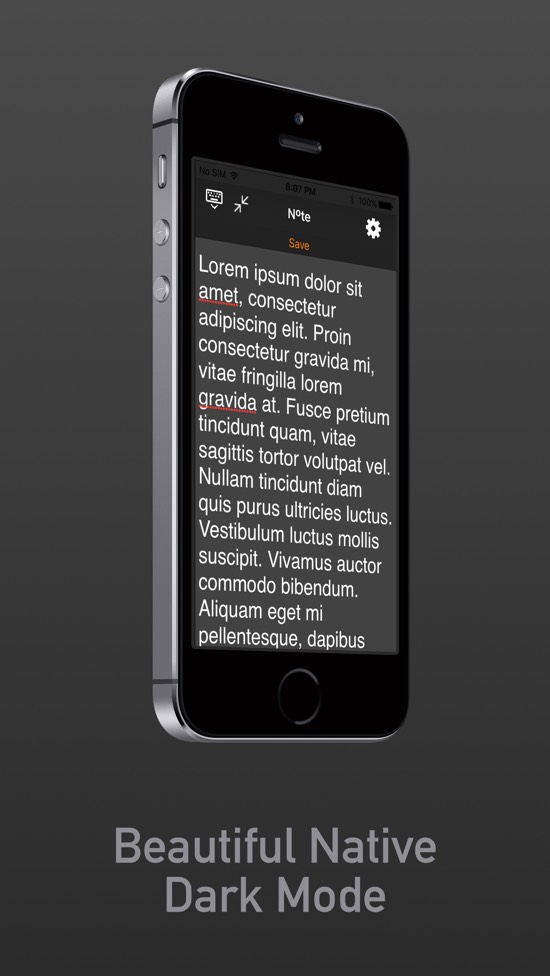 No SIM 8:07 PM 100%
Nºte
Save
Lorem ipsum dolor sit
amet, consectetur
adipiscing elit. Proin
consectetur gravida mi,
vitae fringilla lorem
gravida at. Fusce pretium
tincidunt quam, vitae
sagittis tortor volutpat vel.
Nullam tincidunt diam
quis purus ultricies luctus.
Vestibulum luctus mollis
suscipit. Vivamus auctor
commodo bibendum.
Aliquam eget mi
pellentesque, dapibus
Beautiful Native
Dark Mode